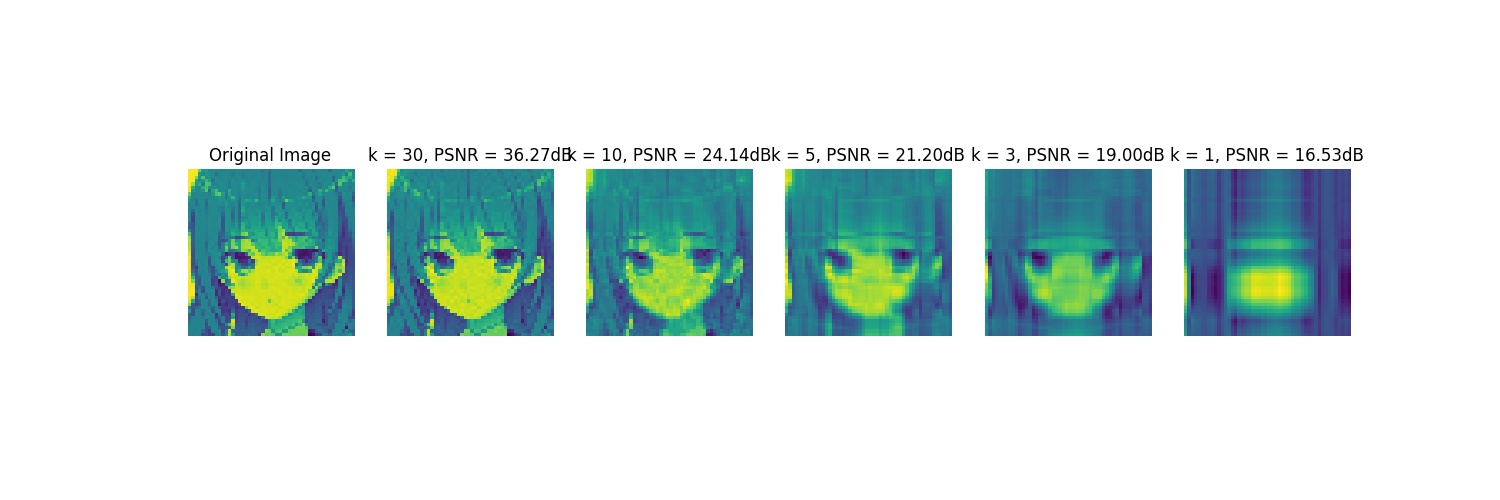 Original Image
k = 30, PSNR = 36.27dB
k = 10, PSNR = 24.14dB
k = 5, PSNR = 21.20dB
k = 3, PSNR = 19.00dB
k = 1, PSNR = 16.53dB